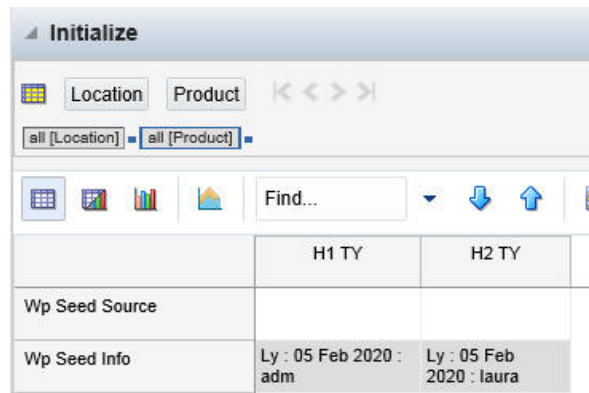 Initialize
Location Product
all [Location] all [Product]
Find...
H1 TY H2 TY
Wp Seed Source
Wp Seed Info Ly : 05 Feb 2020 : Ly : 05 Feb
adm 2020 : laura